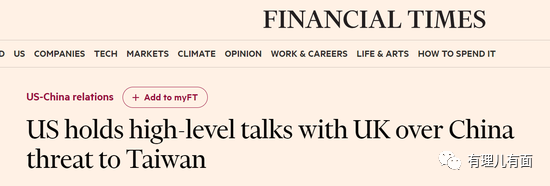 FINANCIAL TIMES
US COMPANIES TECH MARKETS CLIMATE OPINION WORK & CAREERS LIFE & ARTS HOW TO SPEND IT
US-China relations + Add to myFT
US holds high-level talks with UK over China
threat to Taiwan
有理儿有面